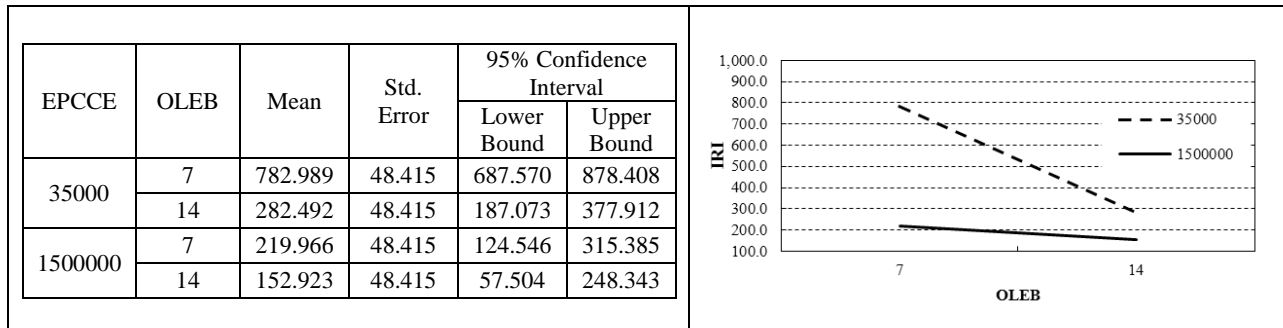 EPCCE OLEB Mean Std. Error 95% Confidence Interval
Lower Bound Upper Bound
35000 7 782.989 48.415 687.570 878.408
14 282.492 48.415 187.073 377.912
1500000 7 219.966 48.415 124.546 315.385
14 152.923 48.415 57.504 248.343
1,000.0
900.0
800.0
700.0
600.0
500.0
400.0
300.0
200.0
100.0
IRI
35000
1500000
7 14
OLEB